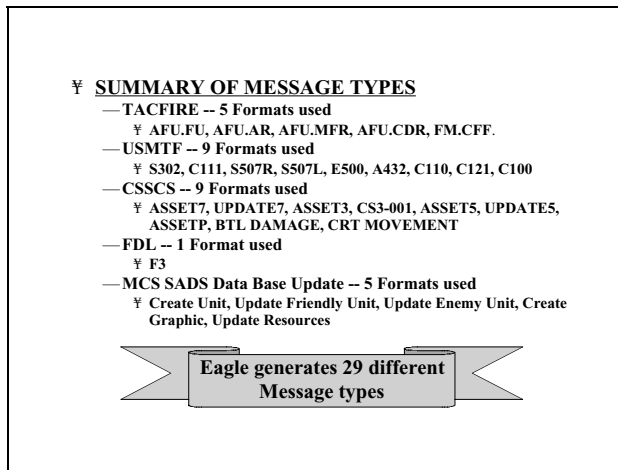 ¥ SUMMARY OF MESSAGE TYPES
— TACFIRE -- 5 Formats used
¥ AFU.FU, AFU.AR, AFU.MFR, AFU.CDR, FM.CFF.
— USMTF -- 9 Formats used
¥ S302, C111, S507R, S507L, E500, A432, C110, C121, C100
— CSSCS -- 9 Formats used
¥ ASSET7, UPDATE7, ASSET3, CS3-001, ASSET5, UPDATE5,
ASSETP, BTL DAMAGE, CRT MOVEMENT
— FDL -- 1 Format used
¥ F3
— MCS SADS Data Base Update -- 5 Formats used
¥ Create Unit, Update Friendly Unit, Update Enemy Unit, Create
Graphic, Update Resources
Eagle generates 29 different
Message types